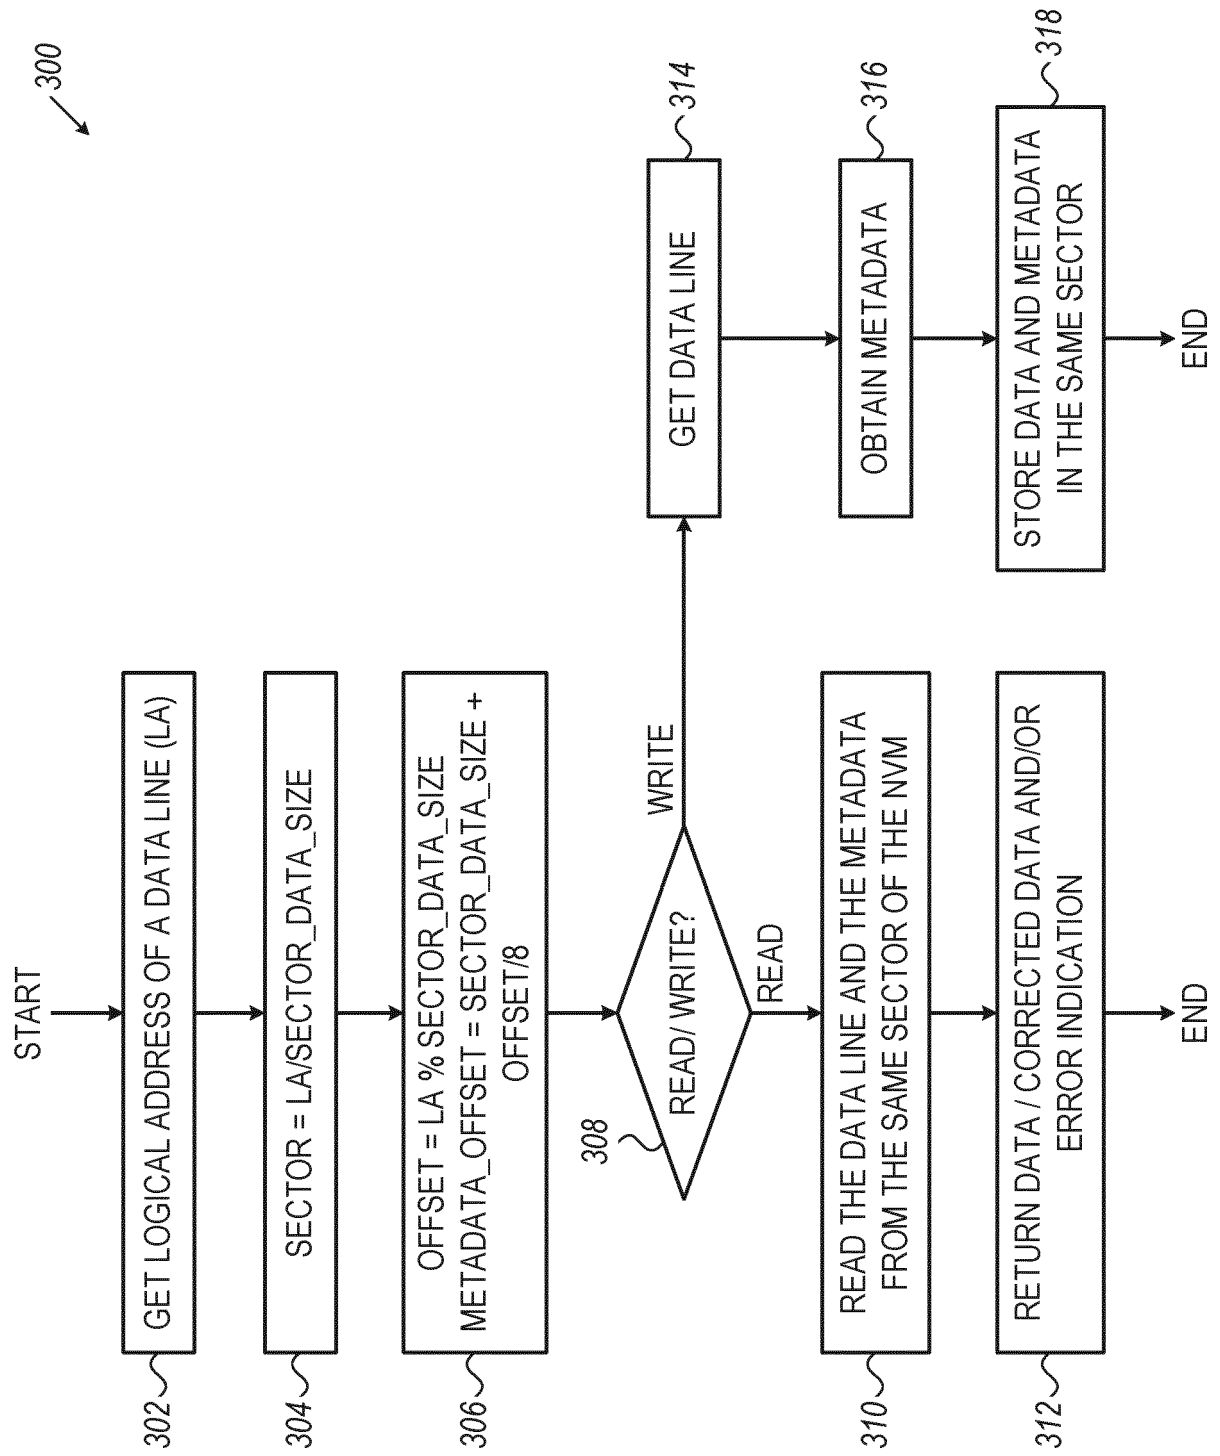 300
START
302
GET LOGICAL ADDRESS OF A DATA LINE (LA)
304
SECTOR = LA/SECTOR_DATA_SIZE
306
OFFSET = LA % SECTOR_DATA_SIZE
METADATA_OFFSET = SECTOR_DATA_SIZE +
OFFSET/8
308
READ/ WRITE?
WRITE
READ
310
READ THE DATA LINE AND THE METADATA
FROM THE SAME SECTOR OF THE NVM
312
RETURN DATA / CORRECTED DATA AND/OR
ERROR INDICATION
END
314
GET DATA LINE
316
OBTAIN METADATA
318
STORE DATA AND METADATA
IN THE SAME SECTOR
END